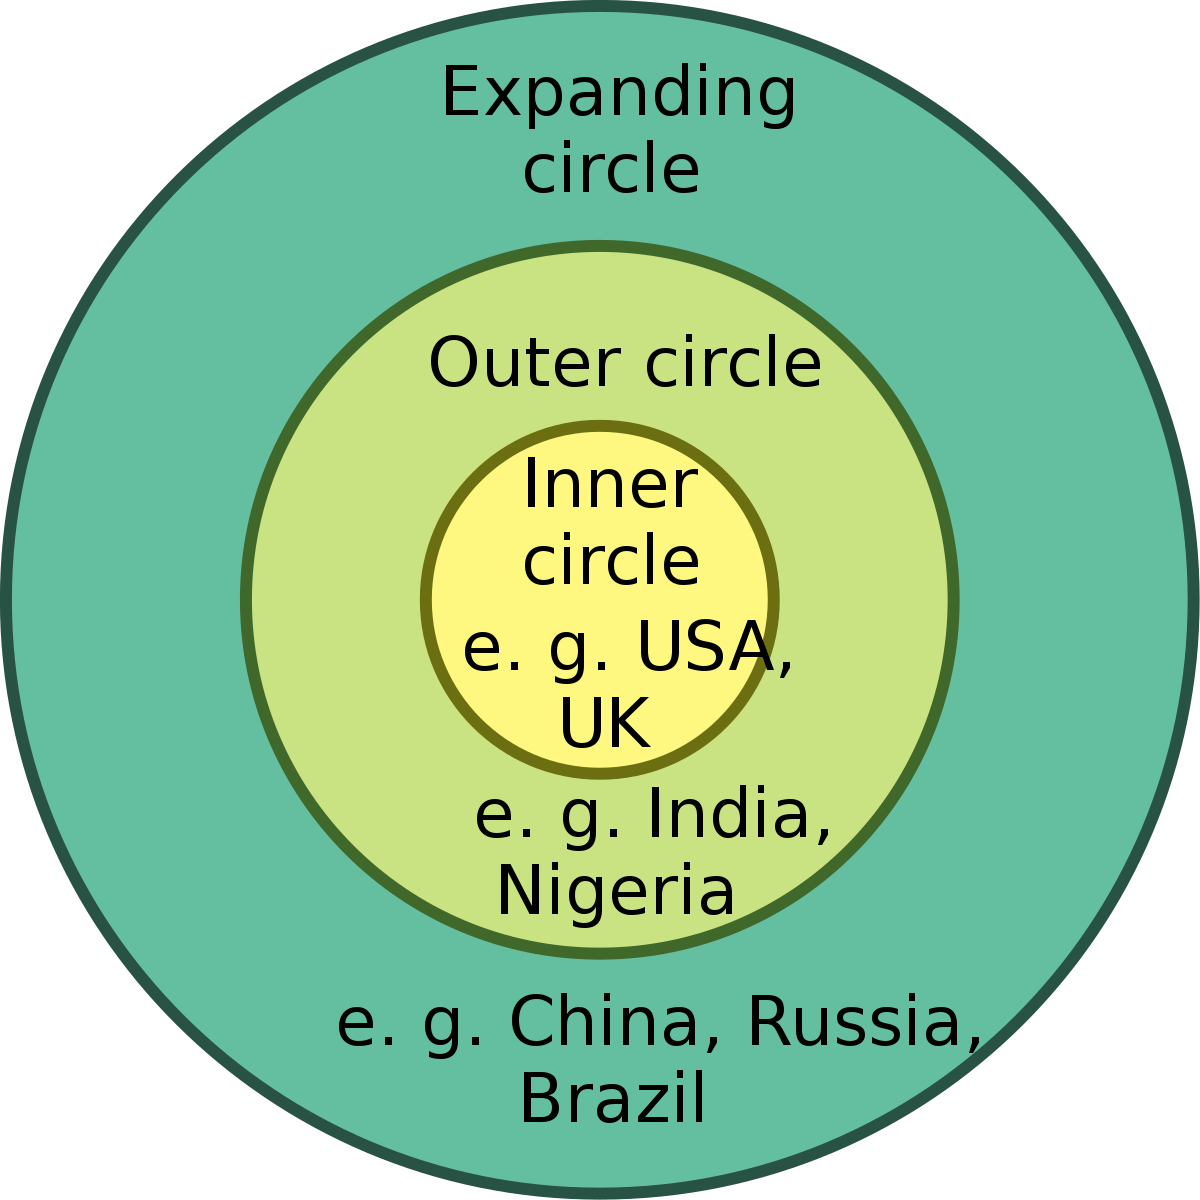 Expanding
circle
Outer circle
Inner
circle
e. g. USA,
UK
e. g. India,
Nigeria
e. g. China, Russia,
Brazil